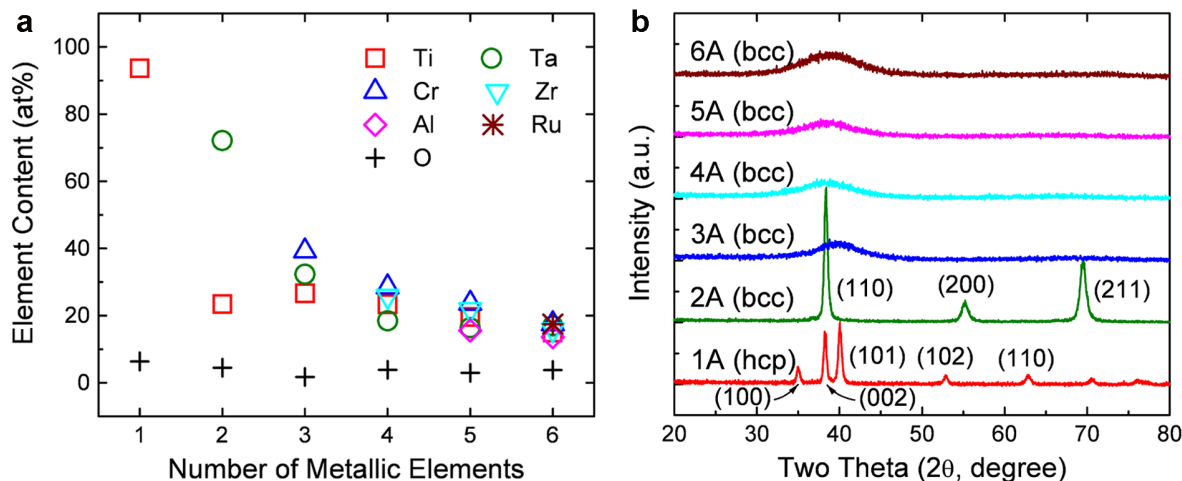 a
Element Content (at%)
100
80
60
40
20
0
Ti
Ta
Cr
Zr
Al
Ru
O
1 2 3 4 5 6
Number of Metallic Elements
b
Intensity (a.u.)
6A (bcc)
5A (bcc)
4A (bcc)
3A (bcc)
2A (bcc)
(110)
(200)
(211)
1A (hcp)
(101)
(102)
(110)
(100)
(002)
20 30 40 50 60 70 80
Two Theta (2θ, degree)